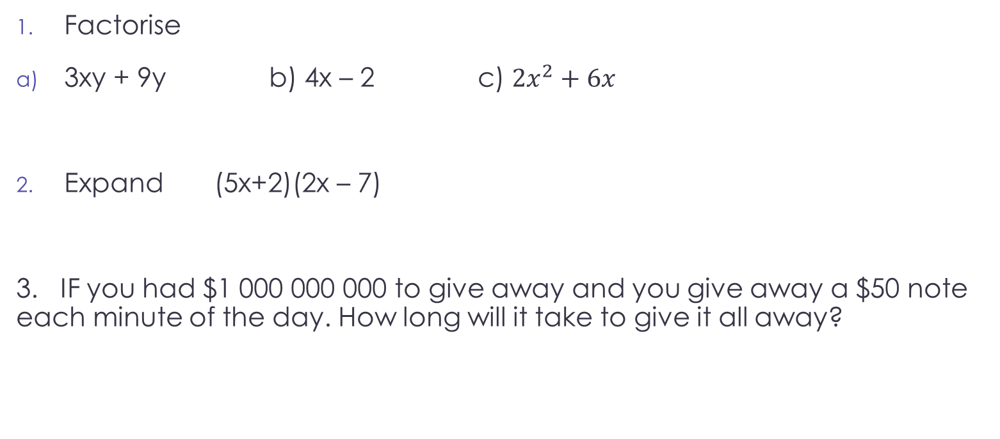 1. Factorise
a) 3xy + 9y b) 4x – 2 c) 2x² + 6x
2. Expand (5x+2)(2x – 7)
3. IF you had $1 000 000 000 to give away and you give away a $50 note
each minute of the day. How long will it take to give it all away?